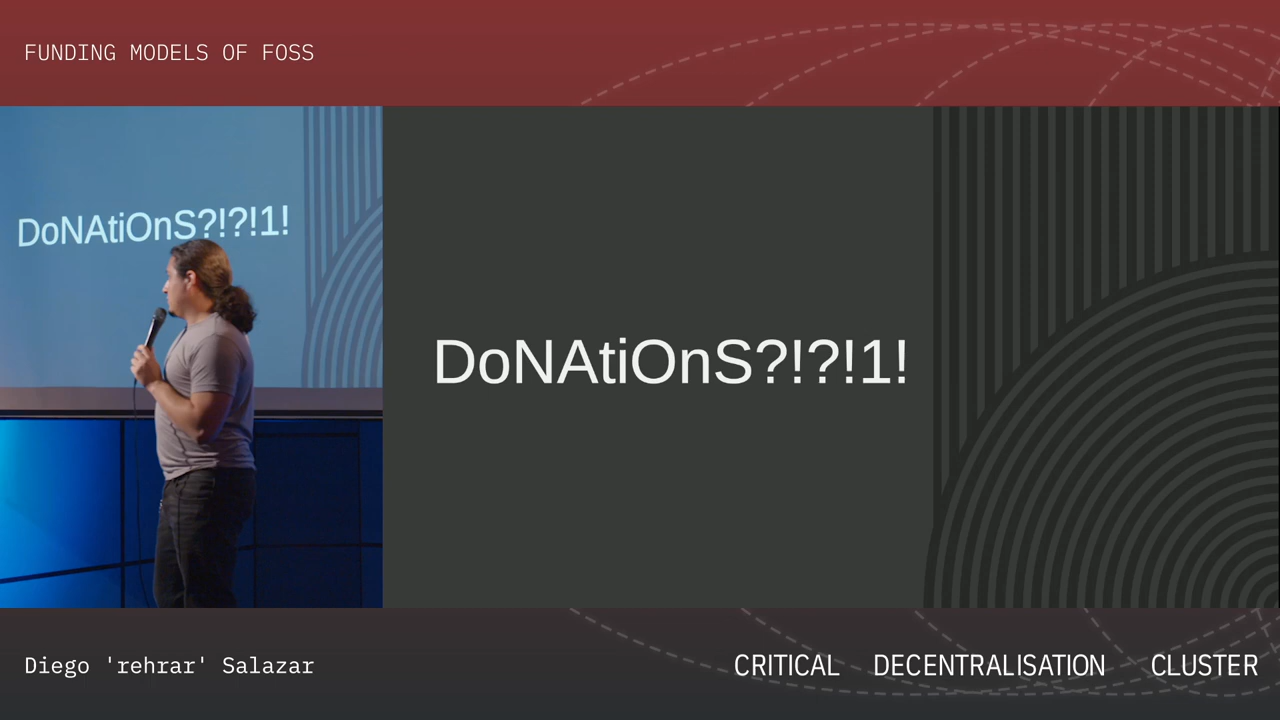 FUNDING MODELS OF FOSS
DoNAtiOnS?!?!1!
DoNAtiOnS?!?!1!
Diego 'rehrar' Salazar
CRITICAL DECENTRALISATION CLUSTER